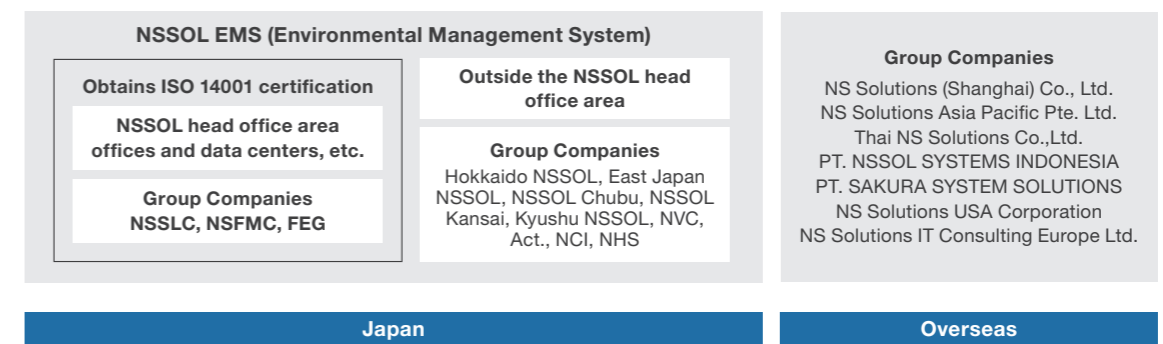 NSSOL EMS (Environmental Management System)
Obtains ISO 14001 certification
NSSOL head office area
offices and data centers, etc.
Group Companies
NSSLC, NSFMC, FEG
Outside the NSSOL head
office area
Group Companies
Hokkaido NSSOL, East Japan
NSSOL, NSSOL Chubu, NSSOL
Kansai, Kyushu NSSOL, NVC,
Act., NCI, NHS
Group Companies
NS Solutions (Shanghai) Co., Ltd.
NS Solutions Asia Pacific Pte. Ltd.
Thai NS Solutions Co.,Ltd.
PT. NSSOL SYSTEMS INDONESIA
PT. SAKURA SYSTEM SOLUTIONS
NS Solutions USA Corporation
NS Solutions IT Consulting Europe Ltd.
Japan
Overseas